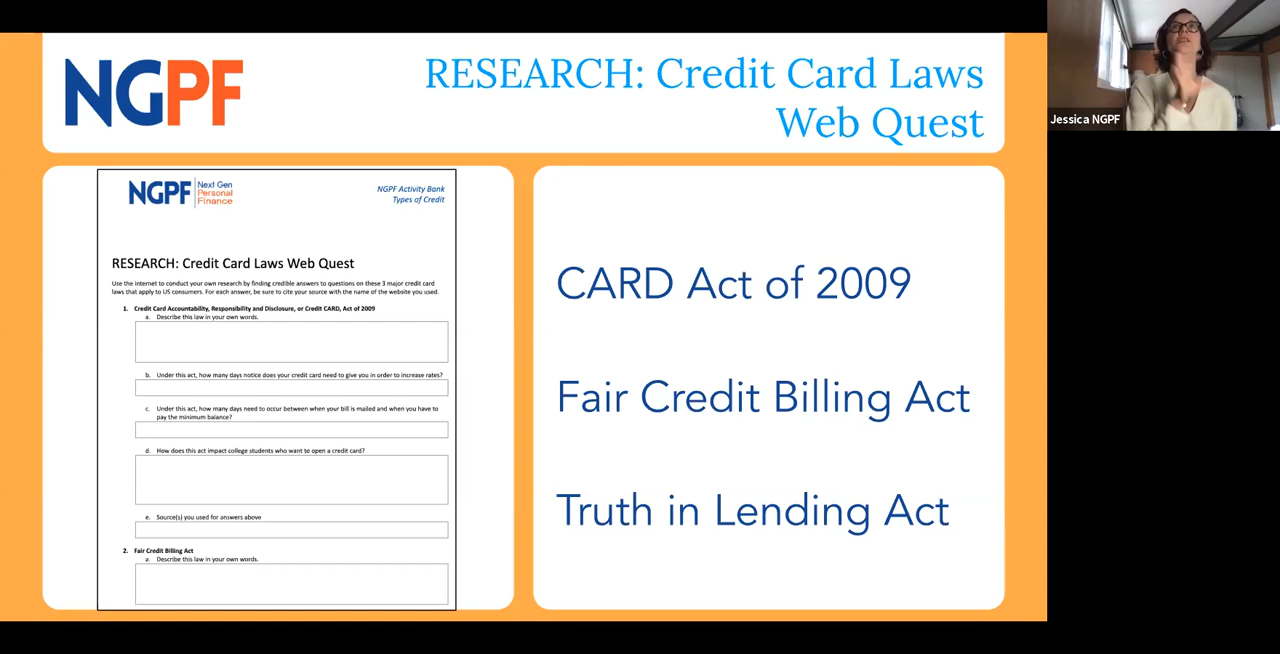 NGPF
RESEARCH: Credit Card Laws
Web Quest
Jessica NGPF
NGPF
Next Gen
Personal
Finance
NGPF Activity Bank
Types of Credit
RESEARCH: Credit Card Laws Web Quest
Use the internet to conduct your own research by finding credible answers to questions on these 3 major credit card
laws that apply to US consumers. For each answer, be sure to cite your source with the name of the website you used.
1. Credit Card Accountability, Responsibility and Disclosure, or Credit CARD, Act of 2009
a. Describe this law in your own words.
b. Under this act, how many days notice does your credit card need to give you in order to increase rates?
c. Under this act, how many days need to occur between when your bill is mailed and when you have to
pay the minimum balance?
d. How does this act impact college students who want to open a credit card?
e. Source(s) you used for answers above
2. Fair Credit Billing Act
a. Describe this law in your own words.
CARD Act of 2009
Fair Credit Billing Act
Truth in Lending Act